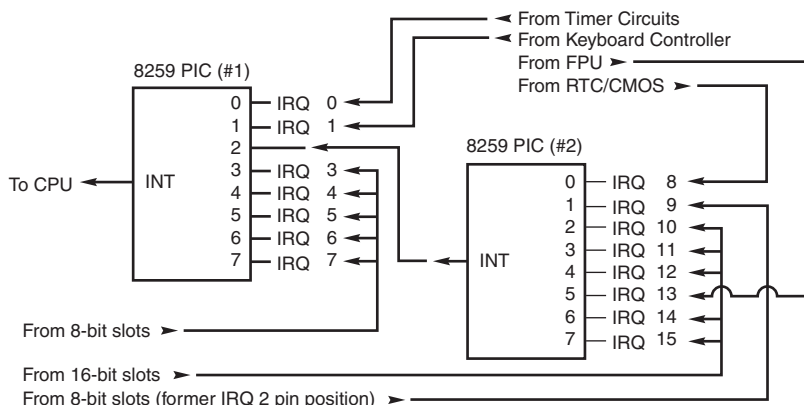 From Timer Circuits
From Keyboard Controller
From FPU
From RTC/CMOS
8259 PIC (#1)
0 IRQ 0
1 IRQ 1
2
3 IRQ 3
4 IRQ 4
5 IRQ 5
6 IRQ 6
7 IRQ 7
To CPU
INT
8259 PIC (#2)
0 IRQ 8
1 IRQ 9
2 IRQ 10
3 IRQ 11
4 IRQ 12
5 IRQ 13
6 IRQ 14
7 IRQ 15
INT
From 8-bit slots
From 16-bit slots
From 8-bit slots (former IRQ 2 pin position)